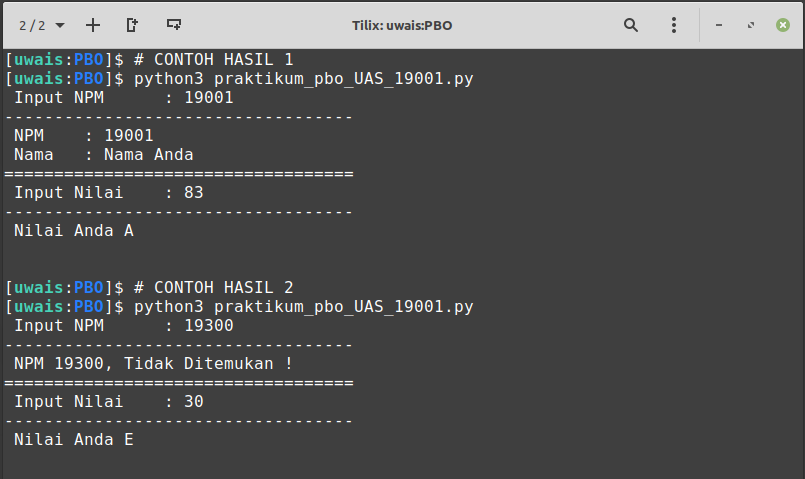 2 / 2
Tilix: uwais:PBO
[uwais:PBO]$ # CONTOH HASIL 1
[uwais:PBO]$ python3 praktikum_pbo_UAS_19001.py
 Input NPM      : 19001
-----------------------------------
 NPM    : 19001
 Nama   : Nama Anda
===================================
 Input Nilai    : 83
-----------------------------------
 Nilai Anda A
[uwais:PBO]$ # CONTOH HASIL 2
[uwais:PBO]$ python3 praktikum_pbo_UAS_19001.py
 Input NPM      : 19300
-----------------------------------
 NPM 19300, Tidak Ditemukan !
===================================
 Input Nilai    : 30
-----------------------------------
 Nilai Anda E